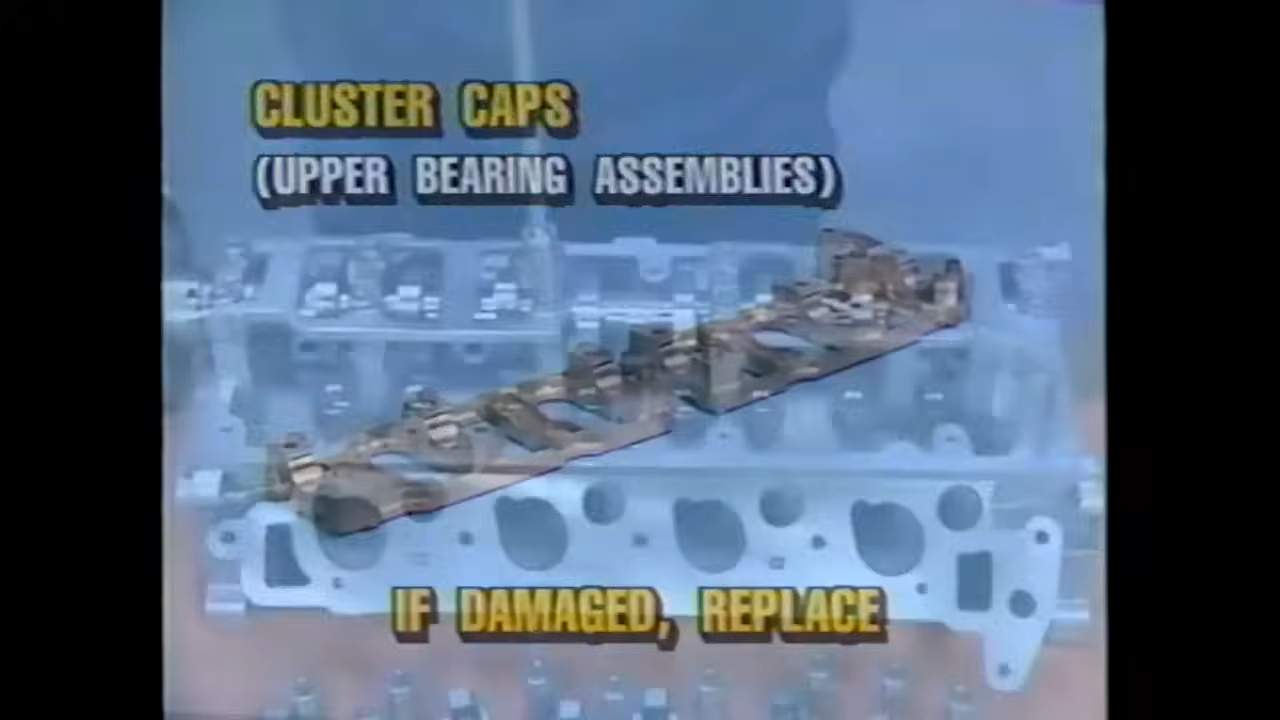 CLUSTER CAPS
(UPPER BEARING ASSEMBLIES)
IF DAMAGED, REPLACE